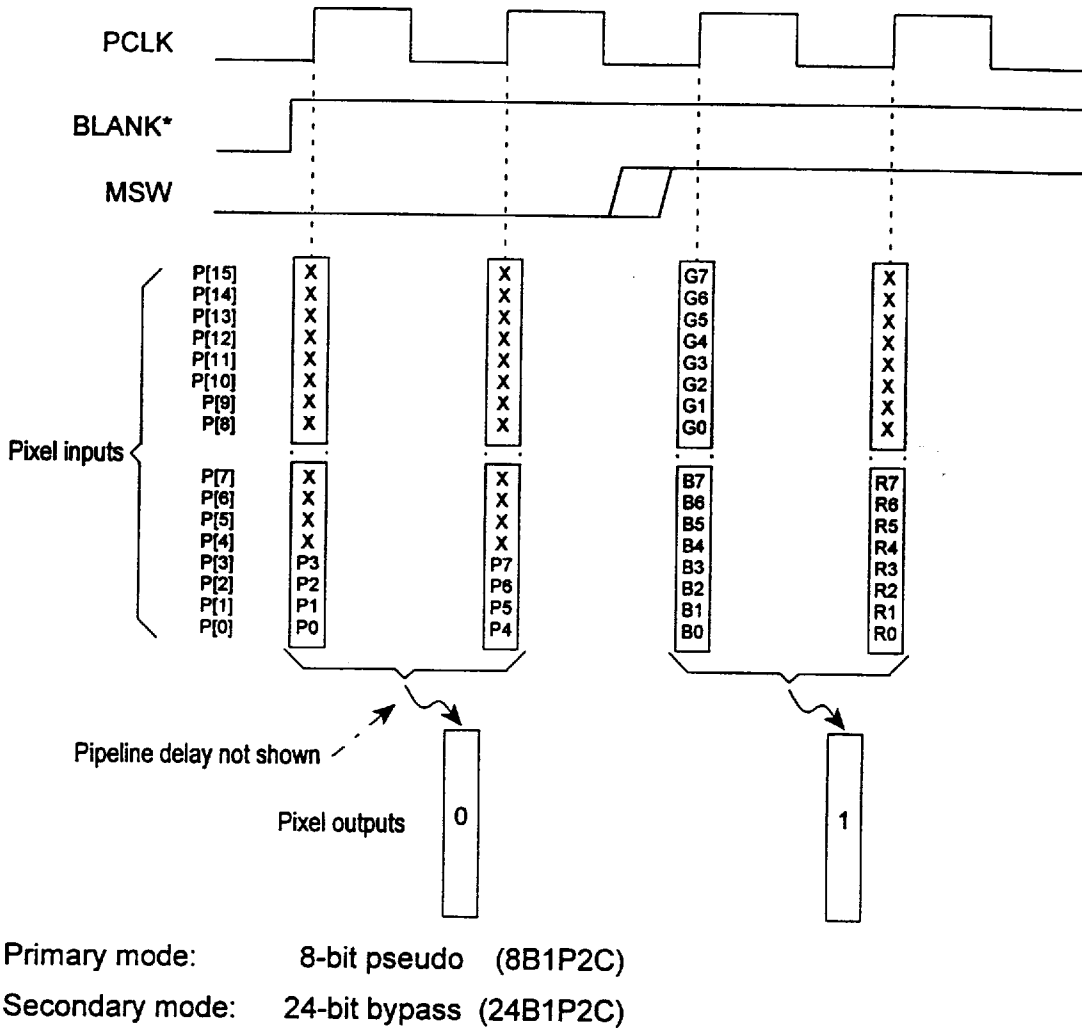 PCLK
BLANK*
MSW
P[15] X X G7 X
P[14] X X G6 X
P[13] X X G5 X
P[12] X X G4 X
P[11] X X G3 X
P[10] X X G2 X
P[9] X X G1 X
P[8] X X G0 X
Pixel inputs
P[7] X X B7 R7
P[6] X X B6 R6
P[5] X X B5 R5
P[4] X X B4 R4
P[3] P3 P7 B3 R3
P[2] P2 P6 B2 R2
P[1] P1 P5 B1 R1
P[0] P0 P4 B0 R0
Pipeline delay not shown
Pixel outputs 0 1
Primary mode: 8-bit pseudo (8B1P2C)
Secondary mode: 24-bit bypass (24B1P2C)